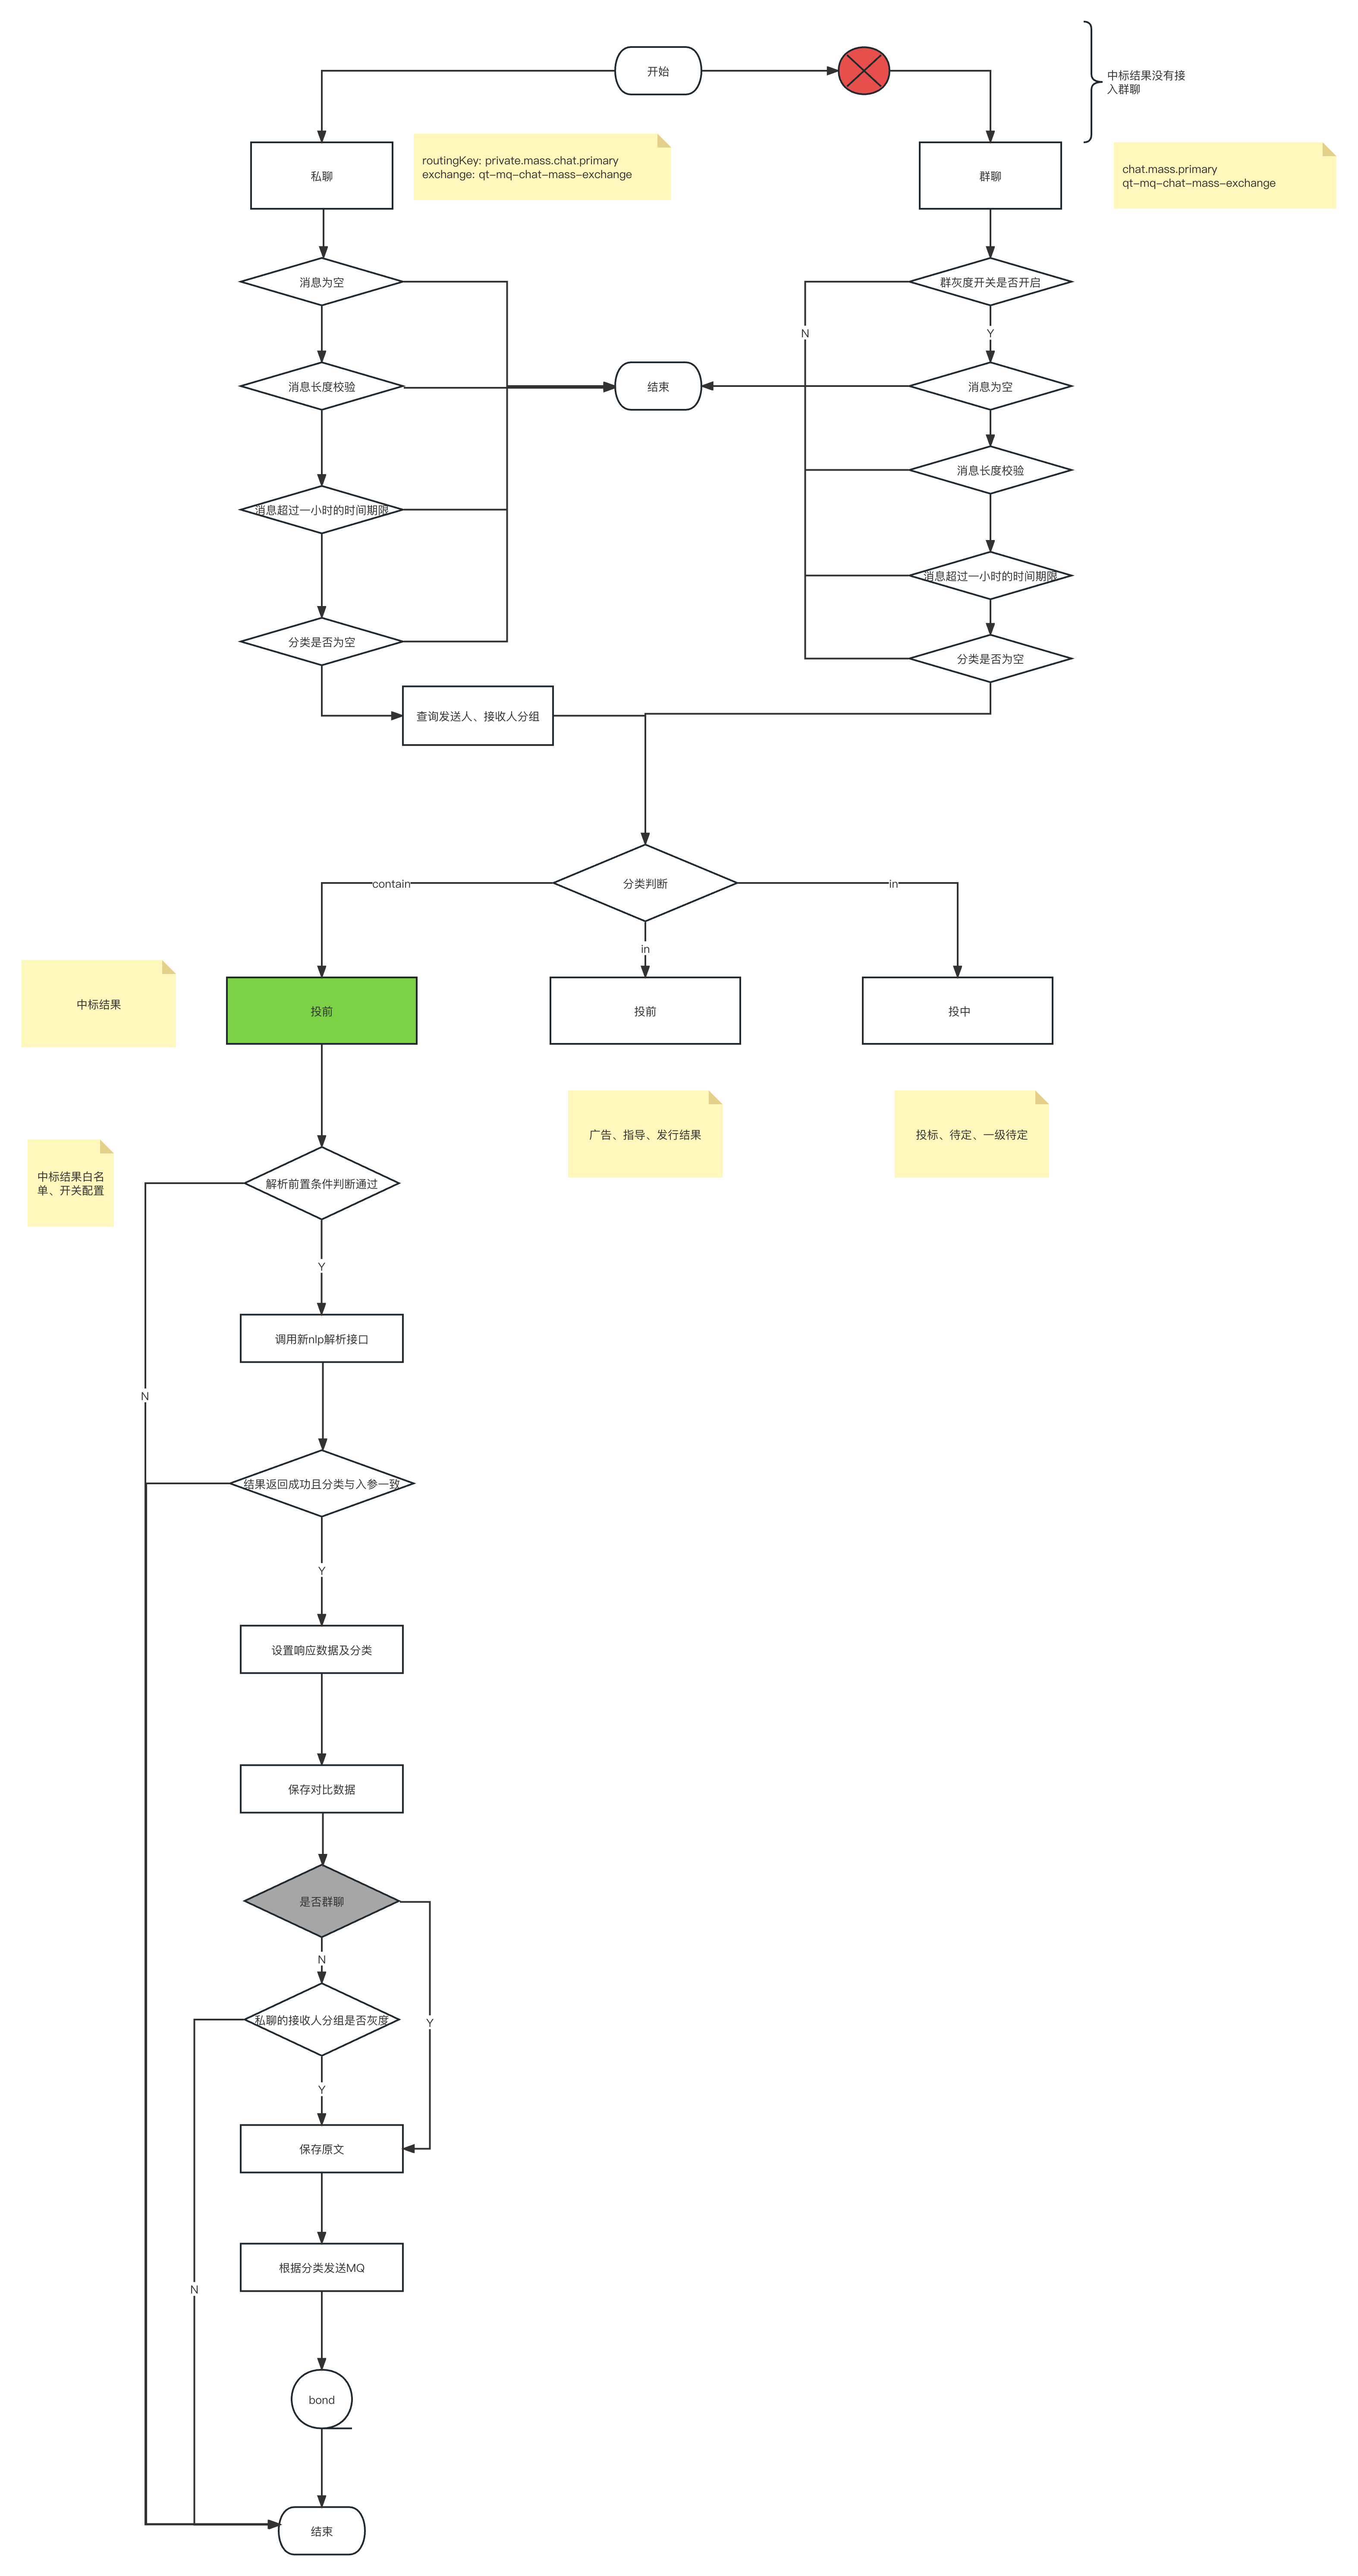 开始
中标结果没有接
入群聊
私聊
routingKey: private.mass.chat.primary
exchange: qt-mq-chat-mass-exchange
群聊
chat.mass.primary
qt-mq-chat-mass-exchange
消息为空
群灰度开关是否开启
N
Y
消息长度校验
结束
消息为空
消息长度校验
消息超过一小时的时间期限
消息超过一小时的时间期限
分类是否为空
分类是否为空
查询发送人、接收人分组
contain
分类判断
in
in
中标结果
投前
投前
投中
广告、指导、发行结果
投标、待定、一级待定
中标结果白名
单、开关配置
解析前置条件判断通过
Y
调用新nlp解析接口
N
结果返回成功且分类与入参一致
Y
设置响应数据及分类
保存对比数据
是否群聊
N
私聊的接收人分组是否灰度
Y
Y
保存原文
根据分类发送MQ
N
bond
结束